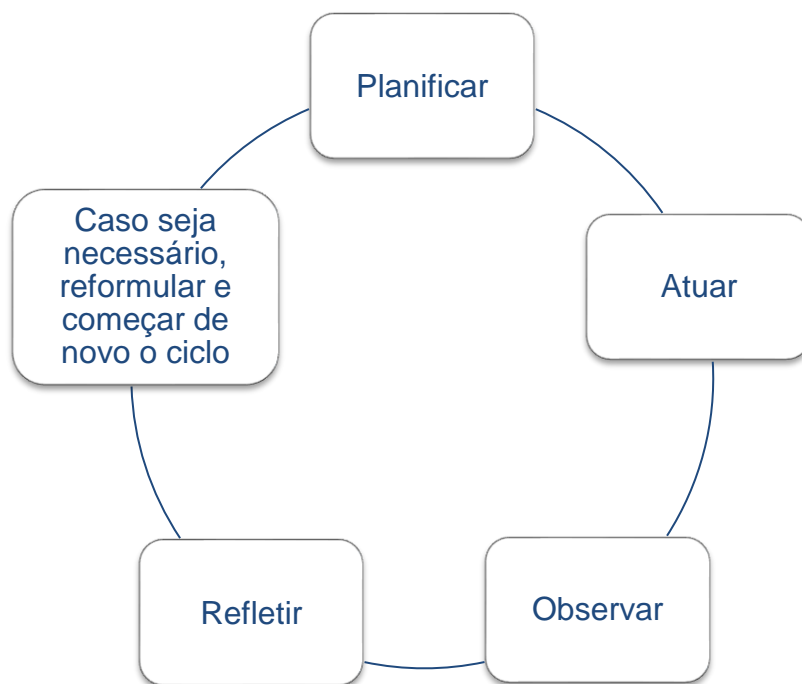 Planificar
Atuar
Observar
Refletir
Caso seja
necessário,
reformular e
começar de
novo o ciclo